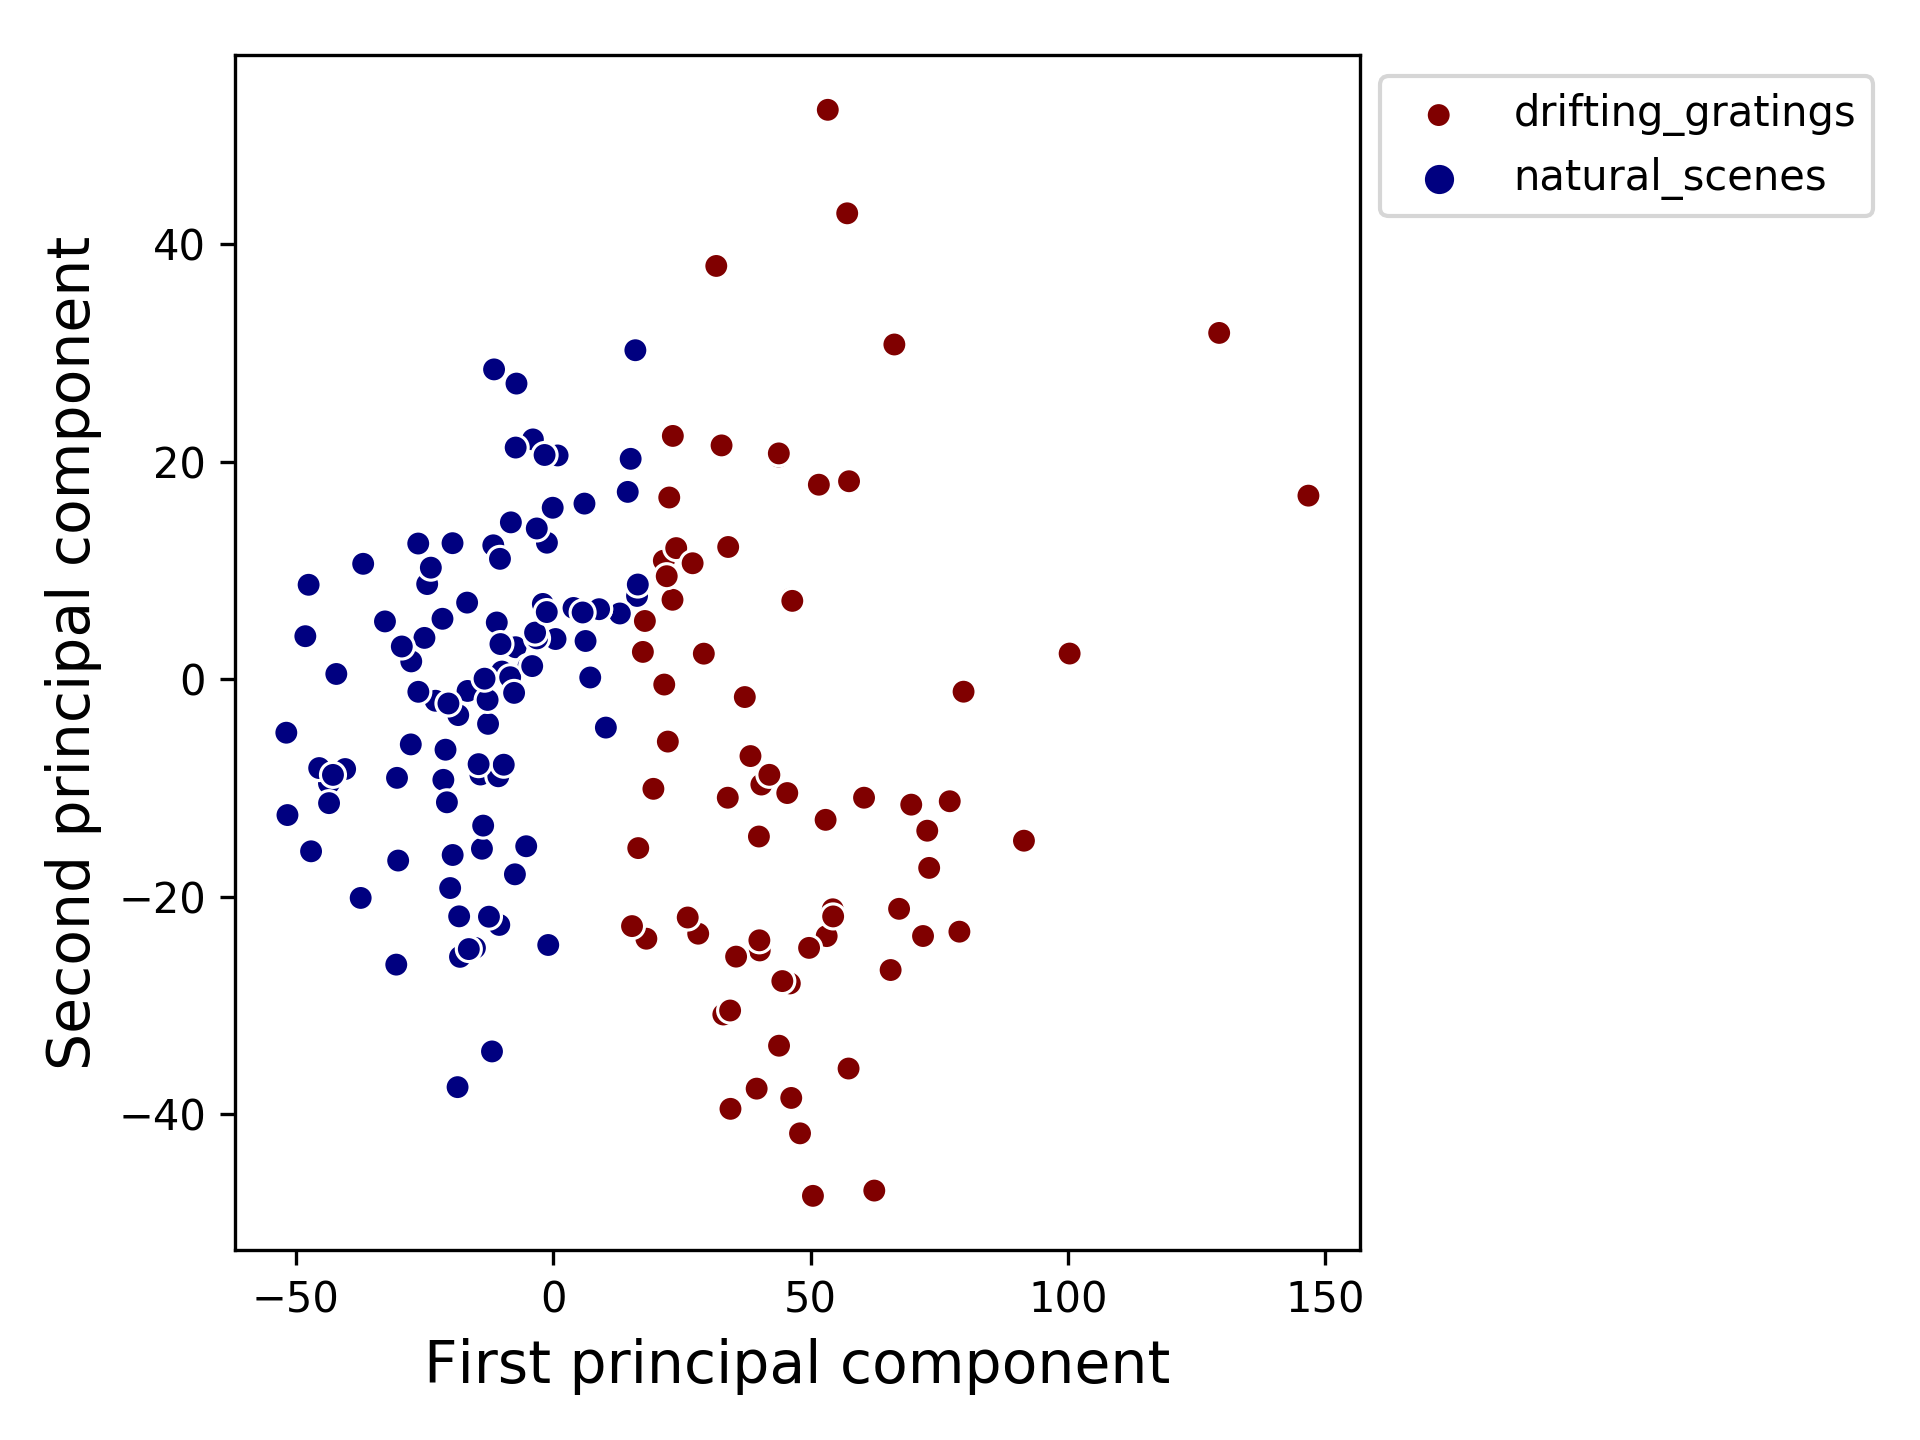 drifting_gratings
natural_scenes
40
20
0
−20
−40
Second principal component
−50
0
50
100
150
First principal component